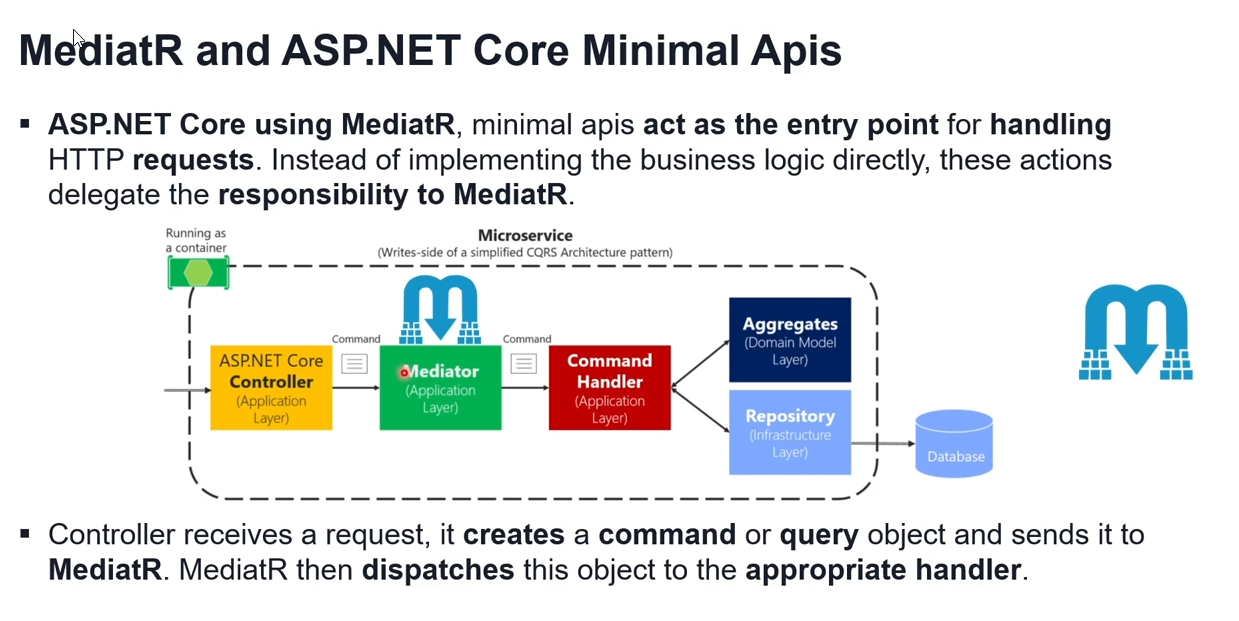 MediatR and ASP.NET Core Minimal Apis
▪ ASP.NET Core using MediatR, minimal apis act as the entry point for handling
HTTP requests. Instead of implementing the business logic directly, these actions
delegate the responsibility to MediatR.
Running as
a container
Microservice
(Writes-side of a simplified CQRS Architecture pattern)
ASP.NET Core
Controller
(Application
Layer)
Command
Mediator
(Application
Layer)
Command
Command
Handler
(Application
Layer)
Aggregates
(Domain Model
Layer)
Repository
(Infrastructure
Layer)
Database
▪ Controller receives a request, it creates a command or query object and sends it to
MediatR. MediatR then dispatches this object to the appropriate handler.